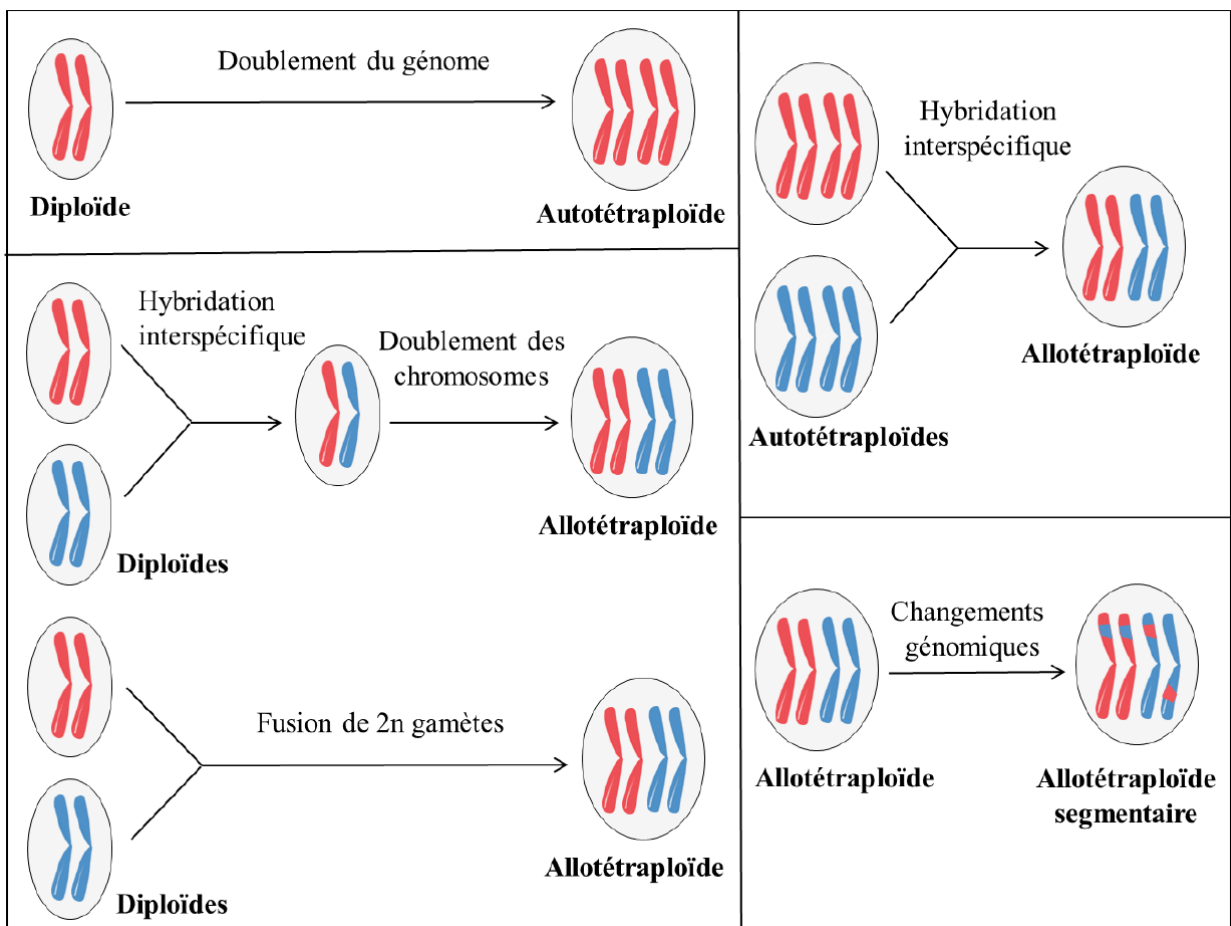 Doublement du génome
Diploïde
Autotétraploïde
Hybridation
interspécifique
Doublement des
chromosomes
Diploïdes
Allotétraploïde
Fusion de 2n gamètes
Diploïdes
Allotétraploïde
Hybridation
interspécifique
Autotétraploïdes
Allotétraploïde
Changements
génomiques
Allotétraploïde
Allotétraploïde
segmentaire